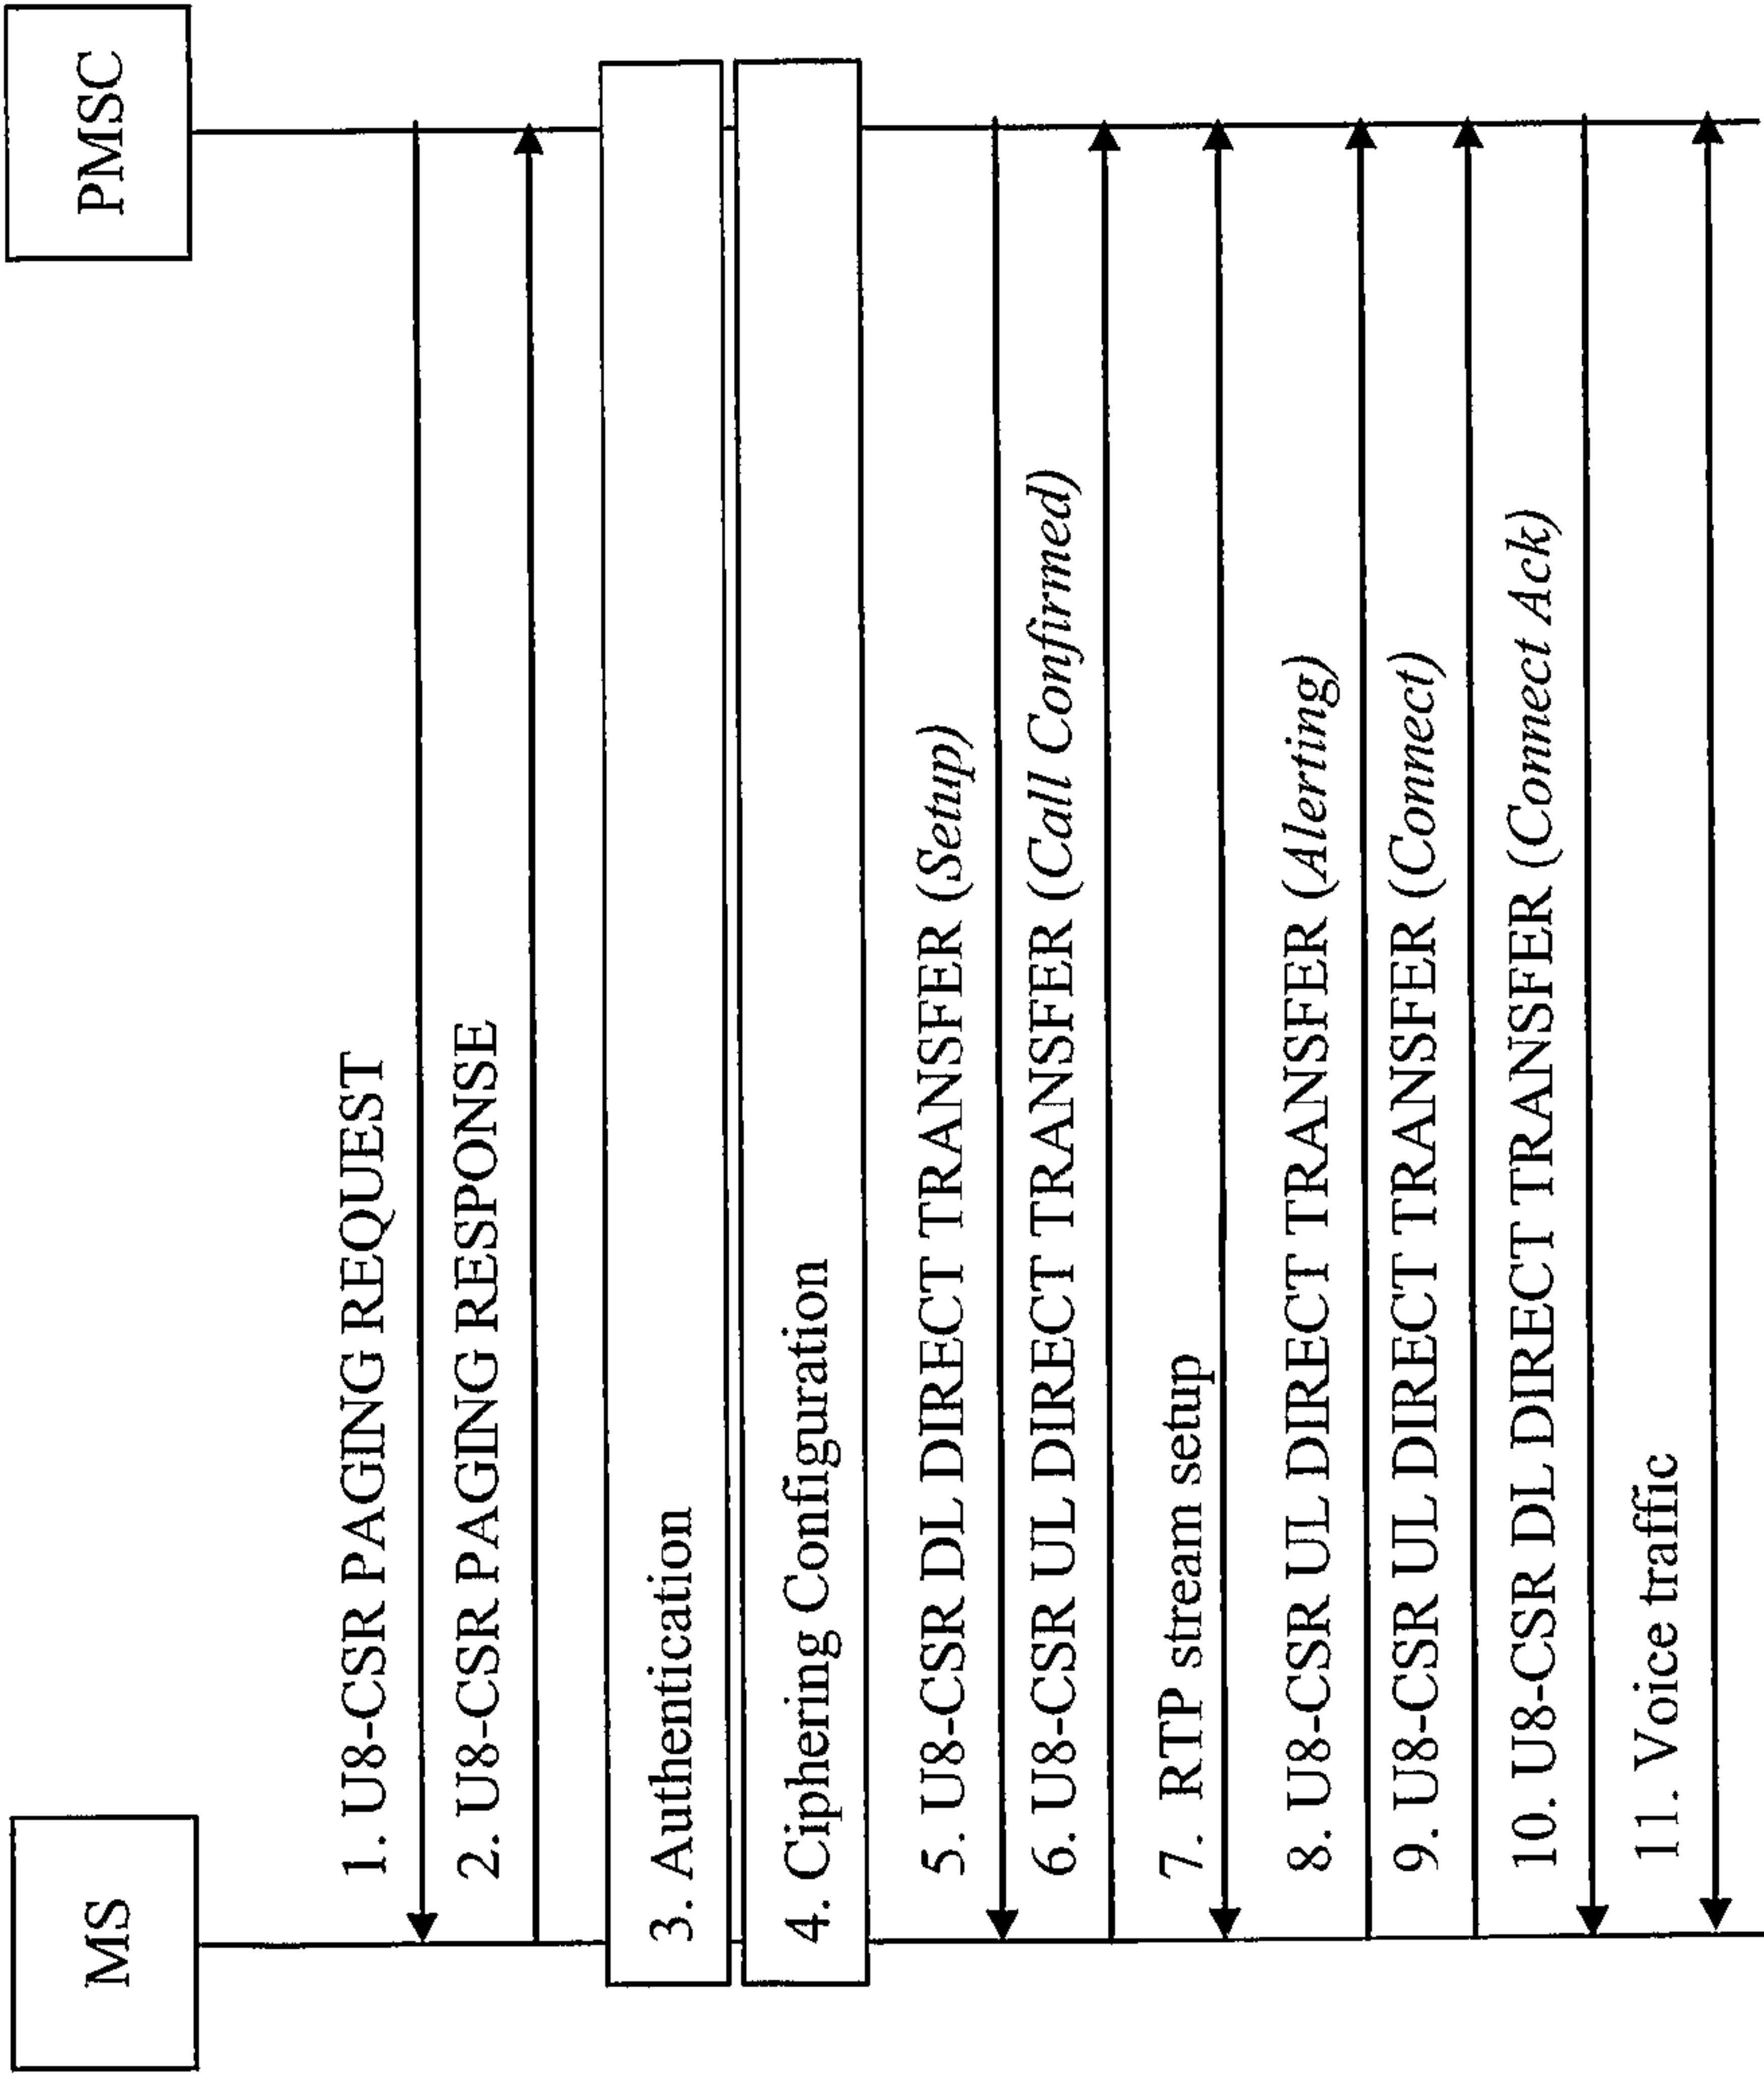 MS
PMSC
1. U8-CSR PAGING REQUEST
2. U8-CSR PAGING RESPONSE
3. Authentication
4. Ciphering Configuration
5. U8-CSR DL DIRECT TRANSFER (Setup)
6. U8-CSR UL DIRECT TRANSFER (Call Confirmed)
7. RTP stream setup
8. U8-CSR UL DIRECT TRANSFER (Alerting)
9. U8-CSR UL DIRECT TRANSFER (Connect)
10. U8-CSR DL DIRECT TRANSFER (Connect Ack)
11. Voice traffic